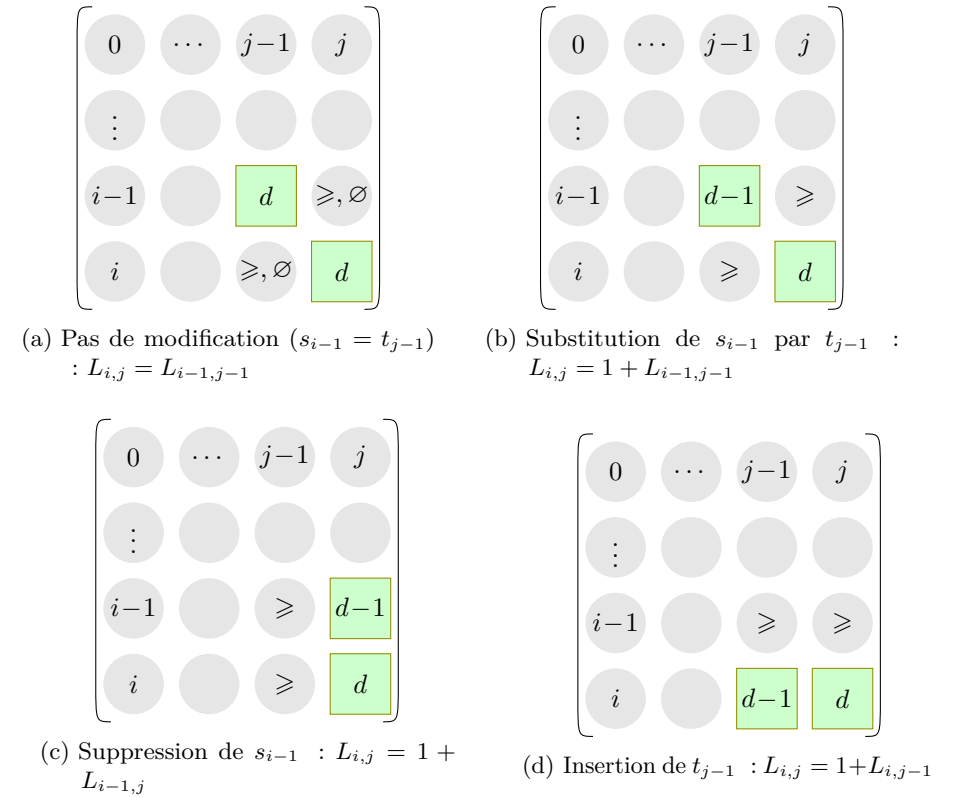 0 ⋯ j−1 j
⋮
i−1 d ⩾,∅
i ⩾,∅ d
(a) Pas de modification (s_{i−1} = t_{j−1})
: L_{i,j} = L_{i−1,j−1}
0 ⋯ j−1 j
⋮
i−1 d−1 ⩾
i ⩾ d
(b) Substitution de s_{i−1} par t_{j−1} :
L_{i,j} = 1 + L_{i−1,j−1}
0 ⋯ j−1 j
⋮
i−1 ⩾ d−1
i ⩾ d
(c) Suppression de s_{i−1} : L_{i,j} = 1 +
L_{i−1,j}
0 ⋯ j−1 j
⋮
i−1 ⩾ ⩾
i d−1 d
(d) Insertion de t_{j−1} : L_{i,j} = 1+L_{i,j−1}